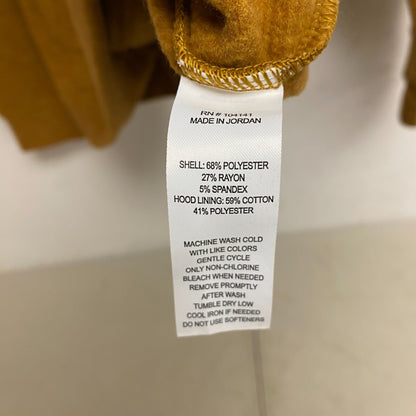 RN# 104141
MADE IN JORDAN
SHELL: 68% POLYESTER
27% RAYON
5% SPANDEX
HOOD LINING: 59% COTTON
41% POLYESTER
MACHINE WASH COLD
WITH LIKE COLORS
GENTLE CYCLE
ONLY NON-CHLORINE
BLEACH WHEN NEEDED
REMOVE PROMPTLY
AFTER WASH
TUMBLE DRY LOW
COOL IRON IF NEEDED
DO NOT USE SOFTENERS